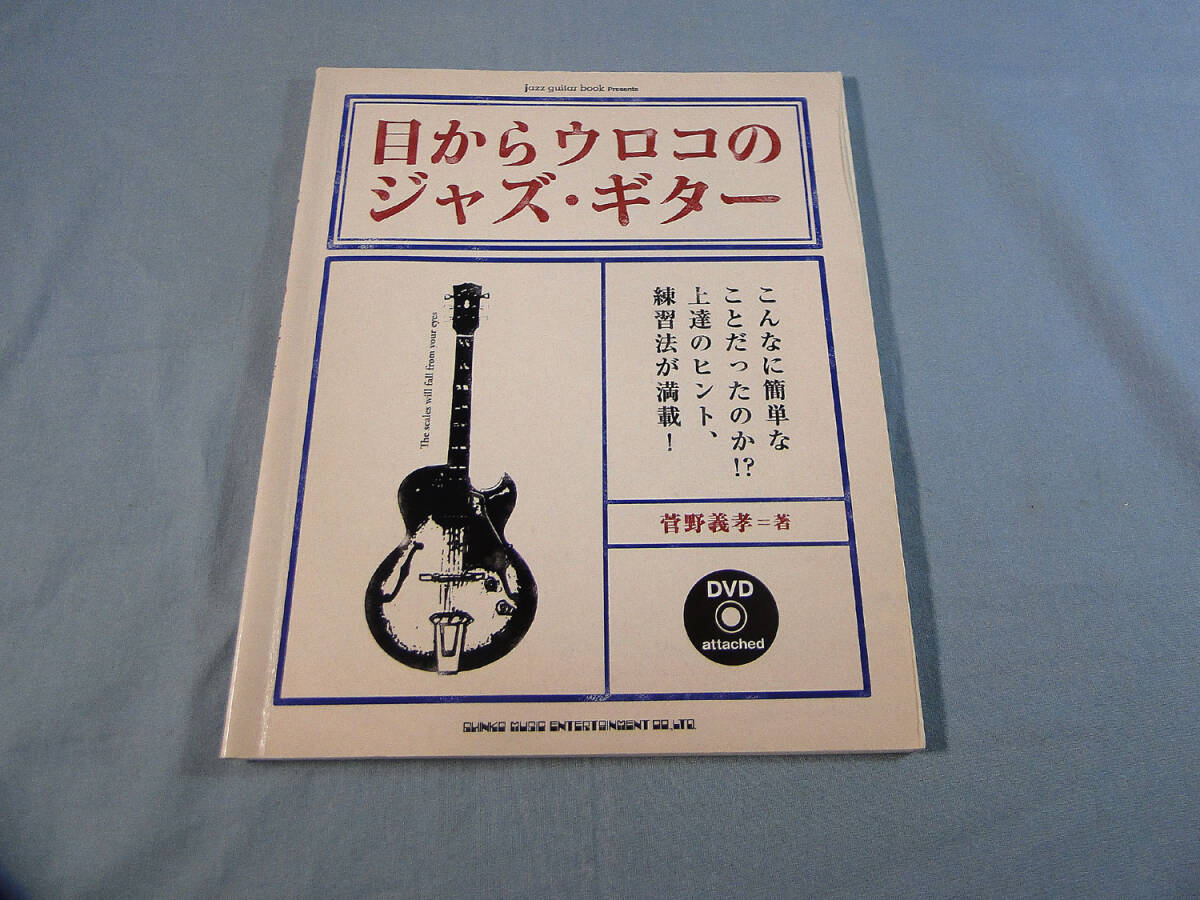 jazz guitar book Presents
目からウロコの
ジャズ・ギター
The scales will fall from your eyes
こんなに簡単な
ことだったのか!?
上達のヒント、
練習法が満載！
菅野義孝＝著
DVD
attached
SHINKO MUSIC ENTERTAINMENT CO.,LTD.